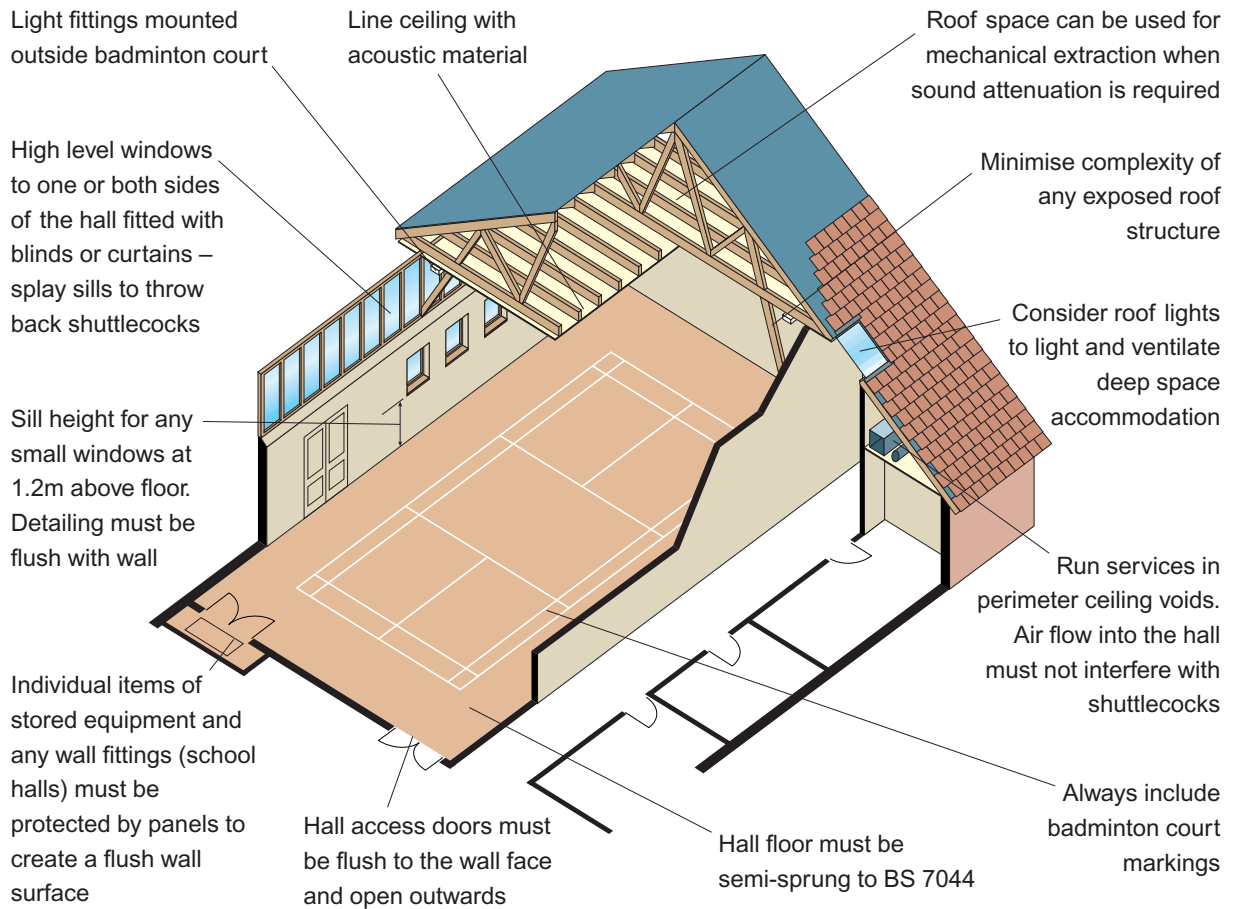 Light fittings mounted
outside badminton court
Line ceiling with
acoustic material
Roof space can be used for
mechanical extraction when
sound attenuation is required
High level windows
to one or both sides
of the hall fitted with
blinds or curtains –
splay sills to throw
back shuttlecocks
Minimise complexity of
any exposed roof
structure
Consider roof lights
to light and ventilate
deep space
accommodation
Sill height for any
small windows at
1.2m above floor.
Detailing must be
flush with wall
Run services in
perimeter ceiling voids.
Air flow into the hall
must not interfere with
shuttlecocks
Individual items of
stored equipment and
any wall fittings (school
halls) must be
protected by panels to
create a flush wall
surface
Hall access doors must
be flush to the wall face
and open outwards
Hall floor must be
semi-sprung to BS 7044
Always include
badminton court
markings